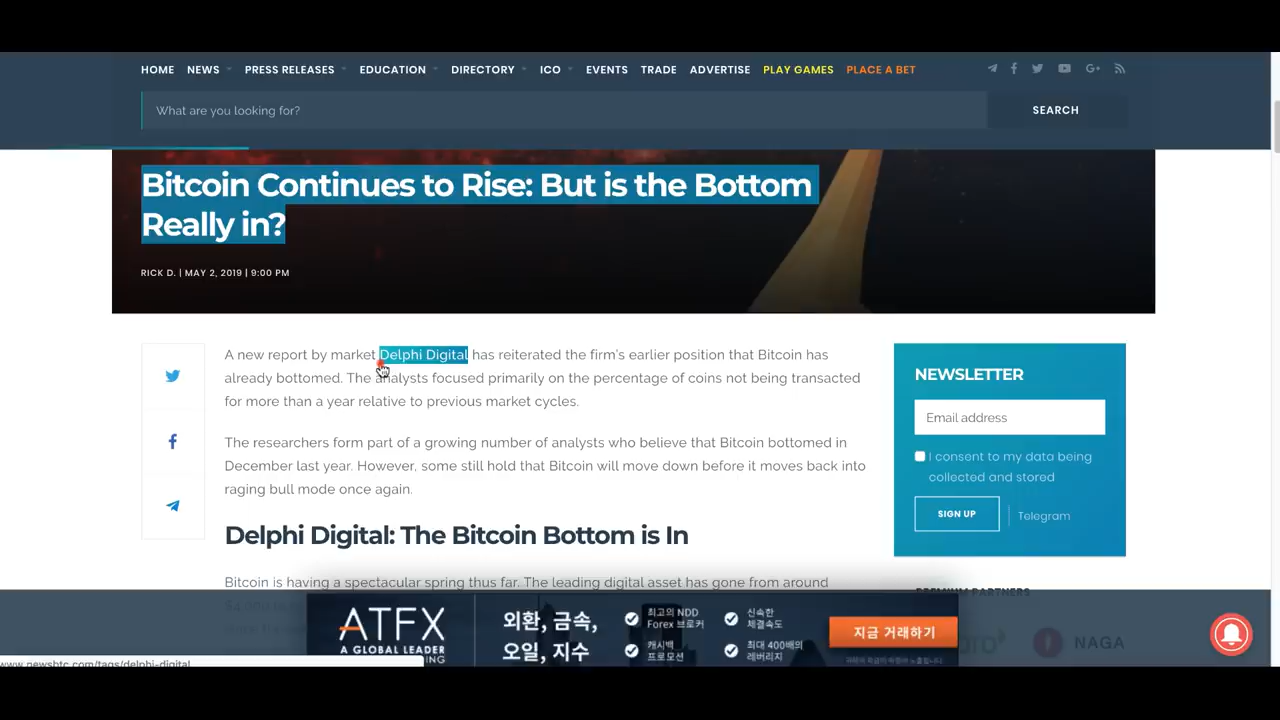 HOME NEWS PRESS RELEASES EDUCATION DIRECTORY ICO EVENTS TRADE ADVERTISE PLAY GAMES PLACE A BET
What are you looking for? SEARCH
Bitcoin Continues to Rise: But is the Bottom
Really in?
RICK D. | MAY 2, 2019 | 9:00 PM
A new report by market Delphi Digital has reiterated the firm's earlier position that Bitcoin has
already bottomed. The analysts focused primarily on the percentage of coins not being transacted
for more than a year relative to previous market cycles.
The researchers form part of a growing number of analysts who believe that Bitcoin bottomed in
December last year. However, some still hold that Bitcoin will move down before it moves back into
raging bull mode once again.
Delphi Digital: The Bitcoin Bottom is In
Bitcoin is having a spectacular spring thus far. The leading digital asset has gone from around
NEWSLETTER
Email address
I consent to my data being
collected and stored
SIGN UP Telegram
PREMIUM PARTNERS
NAGA
ATFX
A GLOBAL LEADER
외환, 금속,
오일, 지수
최고의 NDD
Forex 브로커
캐시백
프로모션
신속한
체결속도
최대 400배의
레버리지
지금 거래하기
www.newsbtc.com/tags/delphi-digital